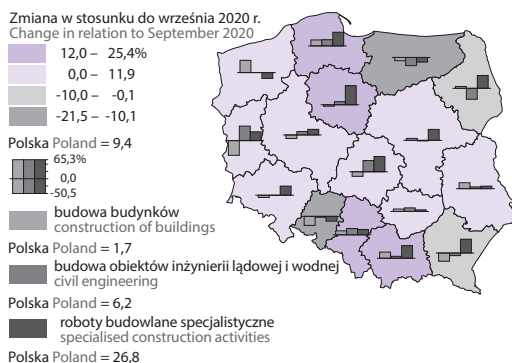 Zmiana w stosunku do września 2020 r.
Change in relation to September 2020
12,0 – 25,4%
0,0 – 11,9
-10,0 – -0,1
-21,5 – -10,1
Polska Poland = 9,4
65,3%
0,0
-50,5
budowa budynków
construction of buildings
Polska Poland = 1,7
budowa obiektów inżynierii lądowej i wodnej
civil engineering
Polska Poland = 6,2
roboty budowlane specjalistyczne
specialised construction activities
Polska Poland = 26,8